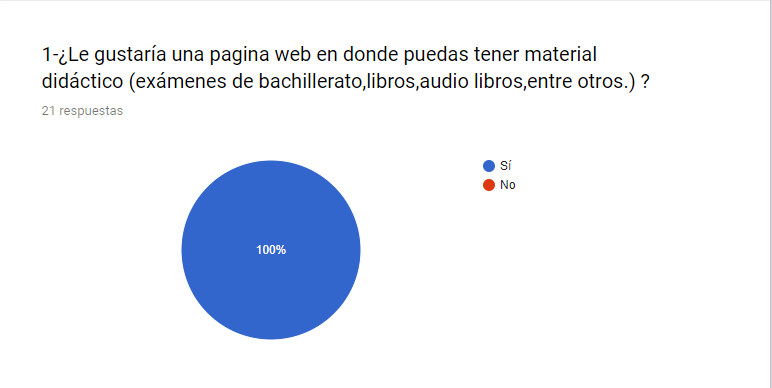 1-¿Le gustaría una pagina web en donde puedas tener material
didáctico (exámenes de bachillerato,libros,audio libros,entre otros.) ?
21 respuestas
Sí
No
100%